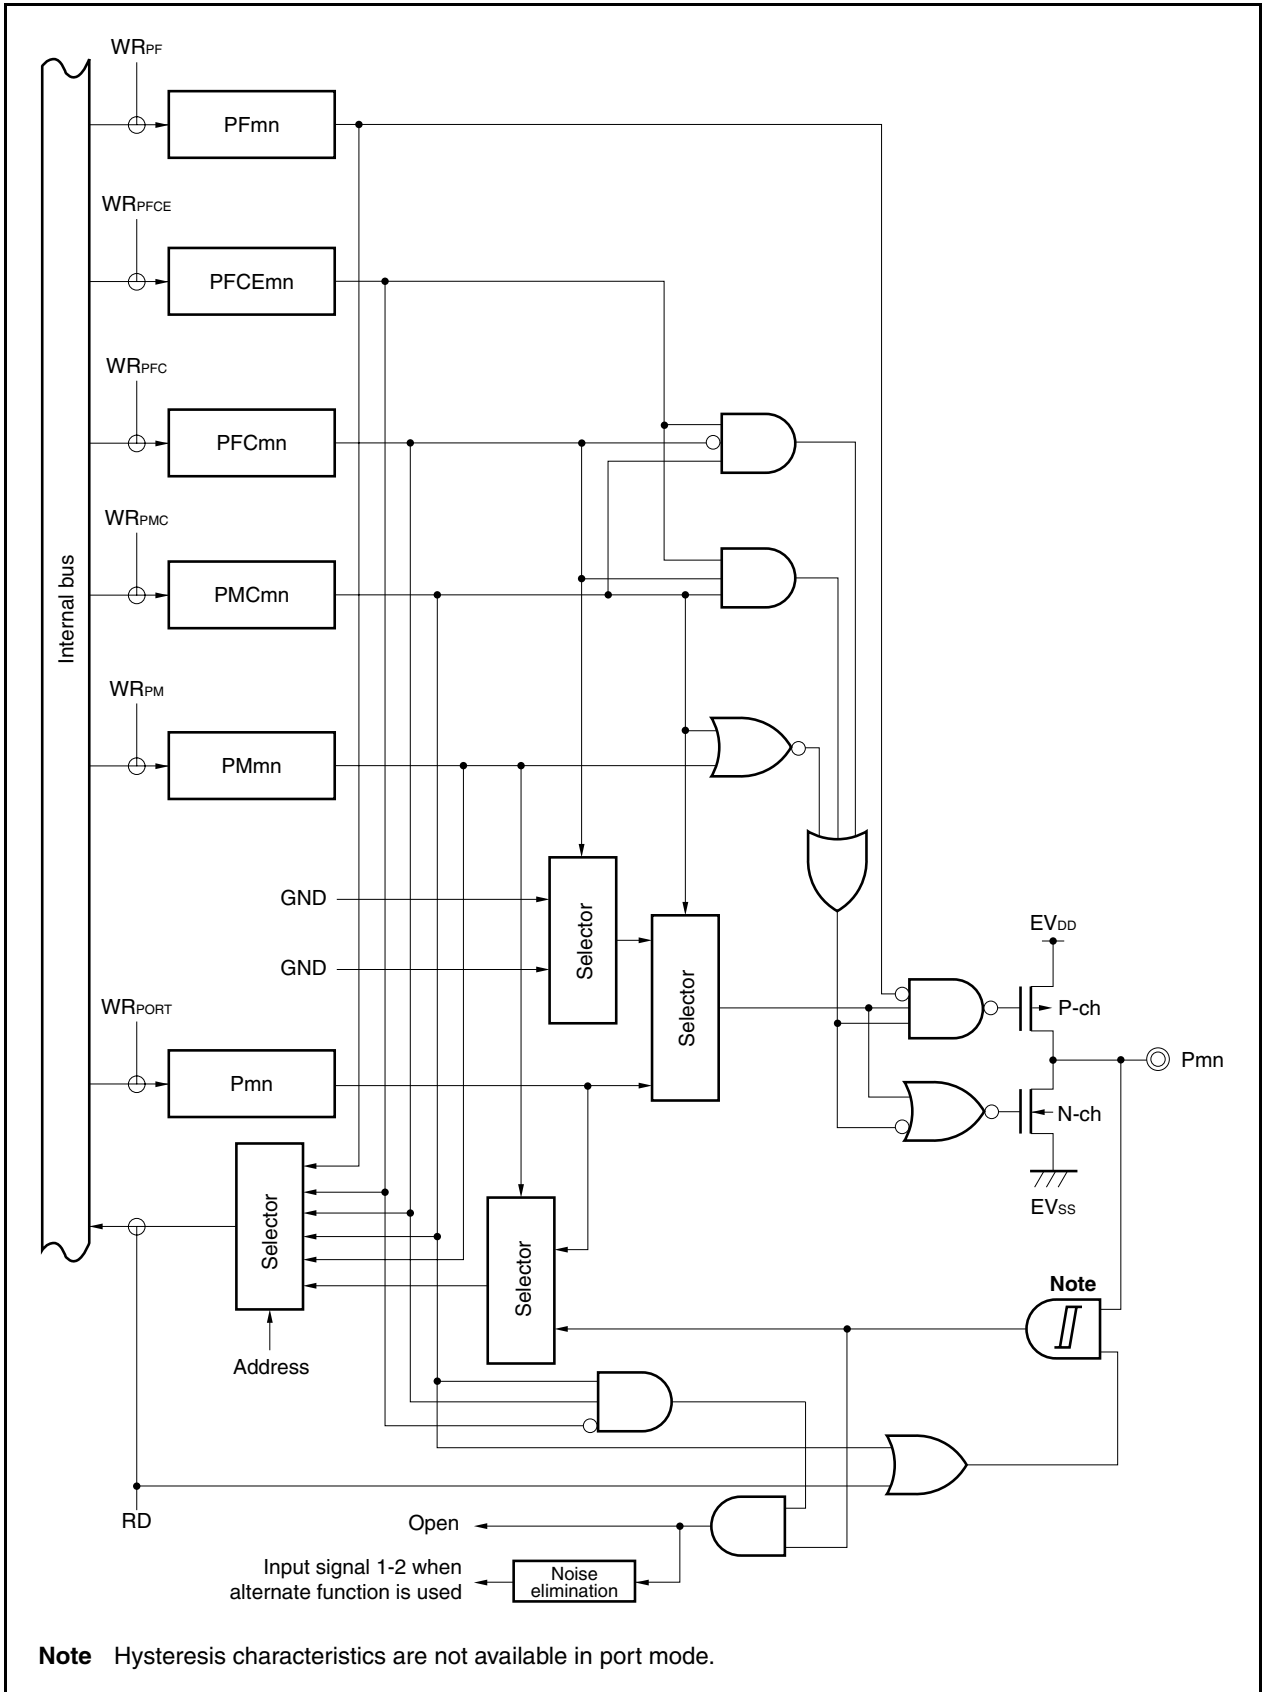 WRPF
PFmn
WRPFCE
PFCEmn
WRPFC
PFCmn
WRPMC
PMCmn
Internal bus
WRPM
PMmn
GND
GND
Selector
Selector
EVDD
P-ch
WRPORT
Pmn
Pmn
N-ch
EVSS
Selector
Selector
Note
Address
RD
Open
Input signal 1-2 when
alternate function is used
Noise
elimination
Note Hysteresis characteristics are not available in port mode.